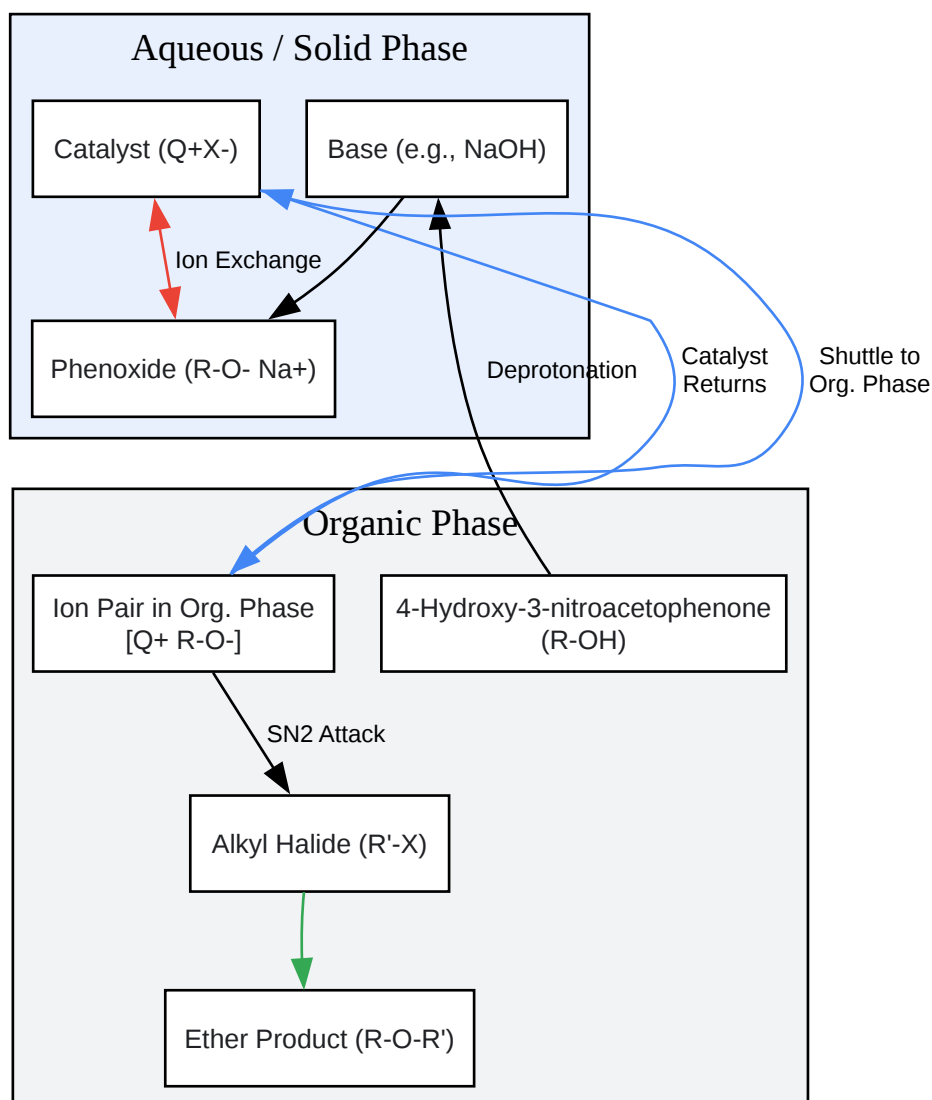 Aqueous / Solid Phase
Catalyst (Q+X-)
Base (e.g., NaOH)
Ion Exchange
Phenoxide (R-O- Na+)
Deprotonation
Catalyst
Returns
Shuttle to
Org. Phase
Organic Phase
Ion Pair in Org. Phase
[Q+ R-O-]
4-Hydroxy-3-nitroacetophenone
(R-OH)
SN2 Attack
Alkyl Halide (R'-X)
Ether Product (R-O-R')